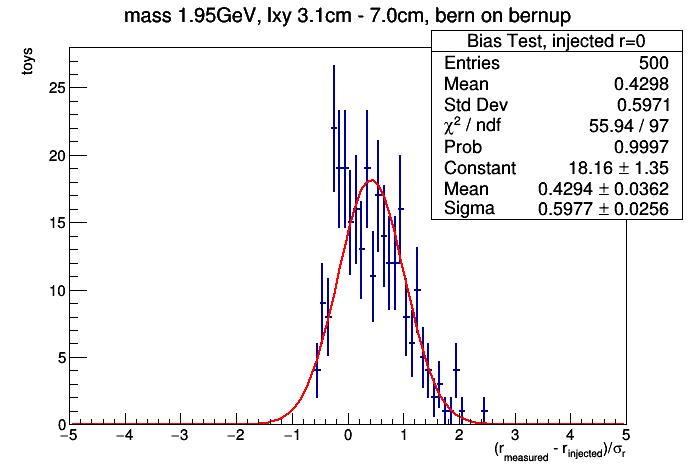 mass 1.95GeV, lxy 3.1cm - 7.0cm, bern on bernup
toys
Bias Test, injected r=0
Entries 500
Mean 0.4298
Std Dev 0.5971
χ² / ndf 55.94 / 97
Prob 0.9997
Constant 18.16 ± 1.35
Mean 0.4294 ± 0.0362
Sigma 0.5977 ± 0.0256
25
20
15
10
5
0
−5 −4 −3 −2 −1 0 1 2 3 4 5
(r_measured - r_injected)/σ_r